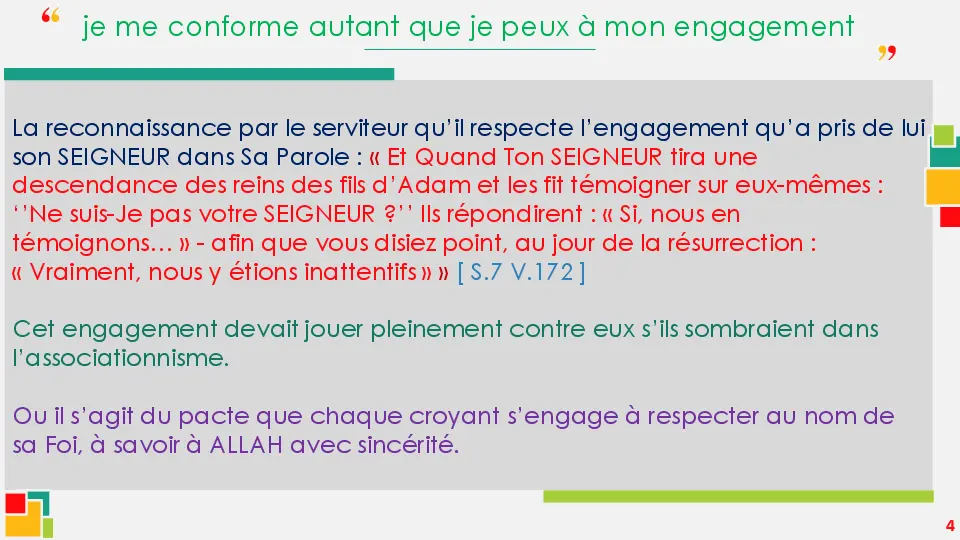 “ je me conforme autant que je peux à mon engagement ”
La reconnaissance par le serviteur qu’il respecte l’engagement qu’a pris de lui
son SEIGNEUR dans Sa Parole : « Et Quand Ton SEIGNEUR tira une
descendance des reins des fils d’Adam et les fit témoigner sur eux-mêmes :
‘’Ne suis-Je pas votre SEIGNEUR ?’’ Ils répondirent : « Si, nous en
témoignons… » - afin que vous disiez point, au jour de la résurrection :
« Vraiment, nous y étions inattentifs » » [ S.7 V.172 ]
Cet engagement devait jouer pleinement contre eux s’ils sombraient dans
l’associationnisme.
Ou il s’agit du pacte que chaque croyant s’engage à respecter au nom de
sa Foi, à savoir à ALLAH avec sincérité.
4